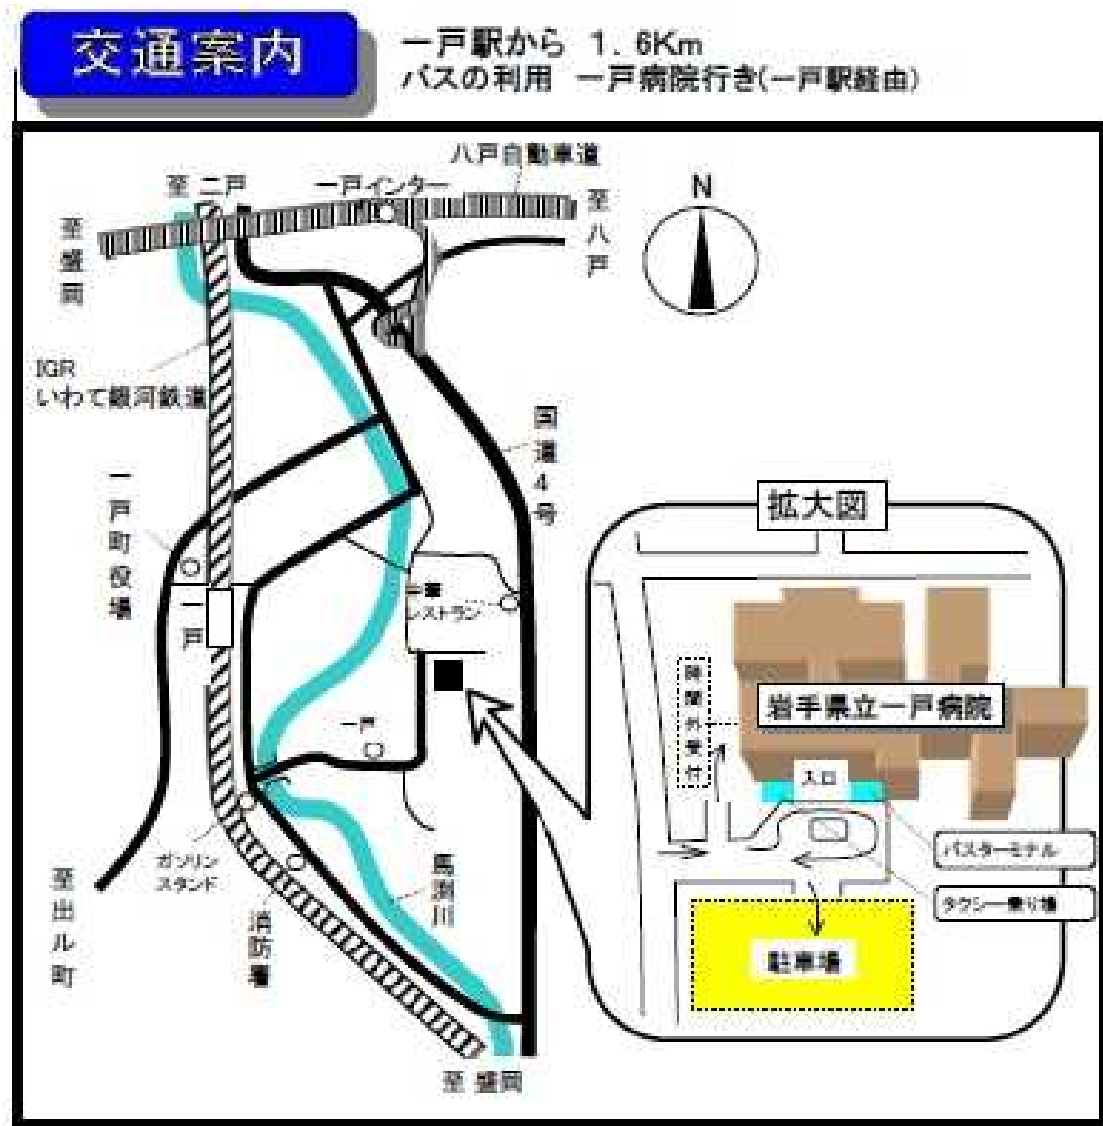 交通案内
一戸駅から 1.6Km
バスの利用 一戸病院行き(一戸駅経由)
八戸自動車道
至 二戸
一戸インター
N
至盛岡
至八戸
IGR
いわて銀河鉄道
国道4号
一戸町役場
拡大図
一戸
中華
レストラン
時間外受付
岩手県立一戸病院
一戸
入口
ガソリン
スタンド
バスターミナル
馬淵川
至出ル町
タクシー乗り場
消防署
駐車場
至 盛岡